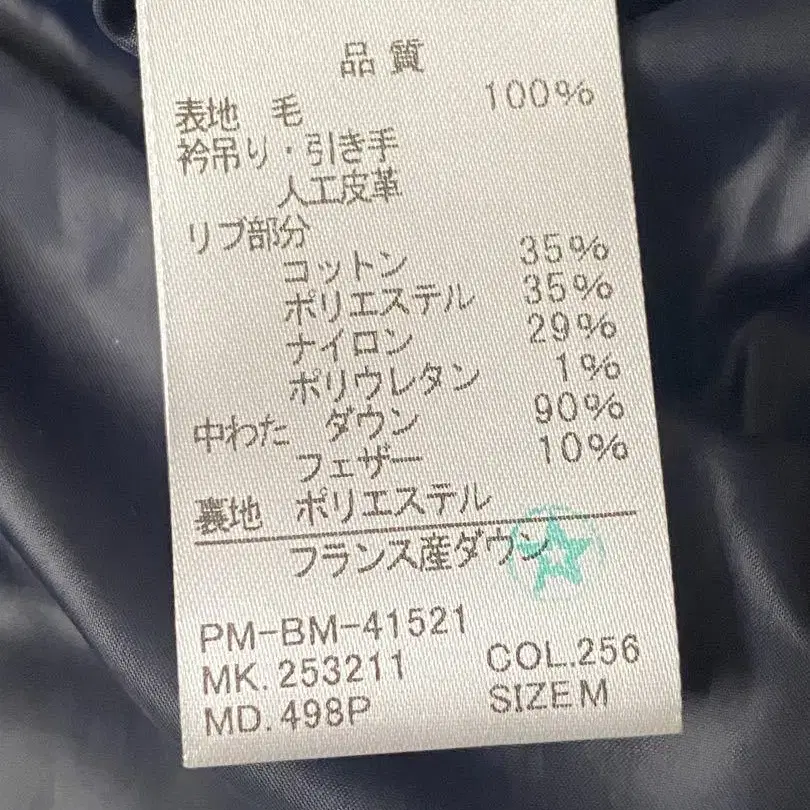 品質
表地 毛 100%
衿吊り・引き手
人工皮革
リブ部分
コットン 35%
ポリエステル 35%
ナイロン 29%
ポリウレタン 1%
中わた ダウン 90%
フェザー 10%
裏地 ポリエステル
フランス産ダウン
PM-BM-41521
MK.253211 COL.256
MD.498P SIZE M